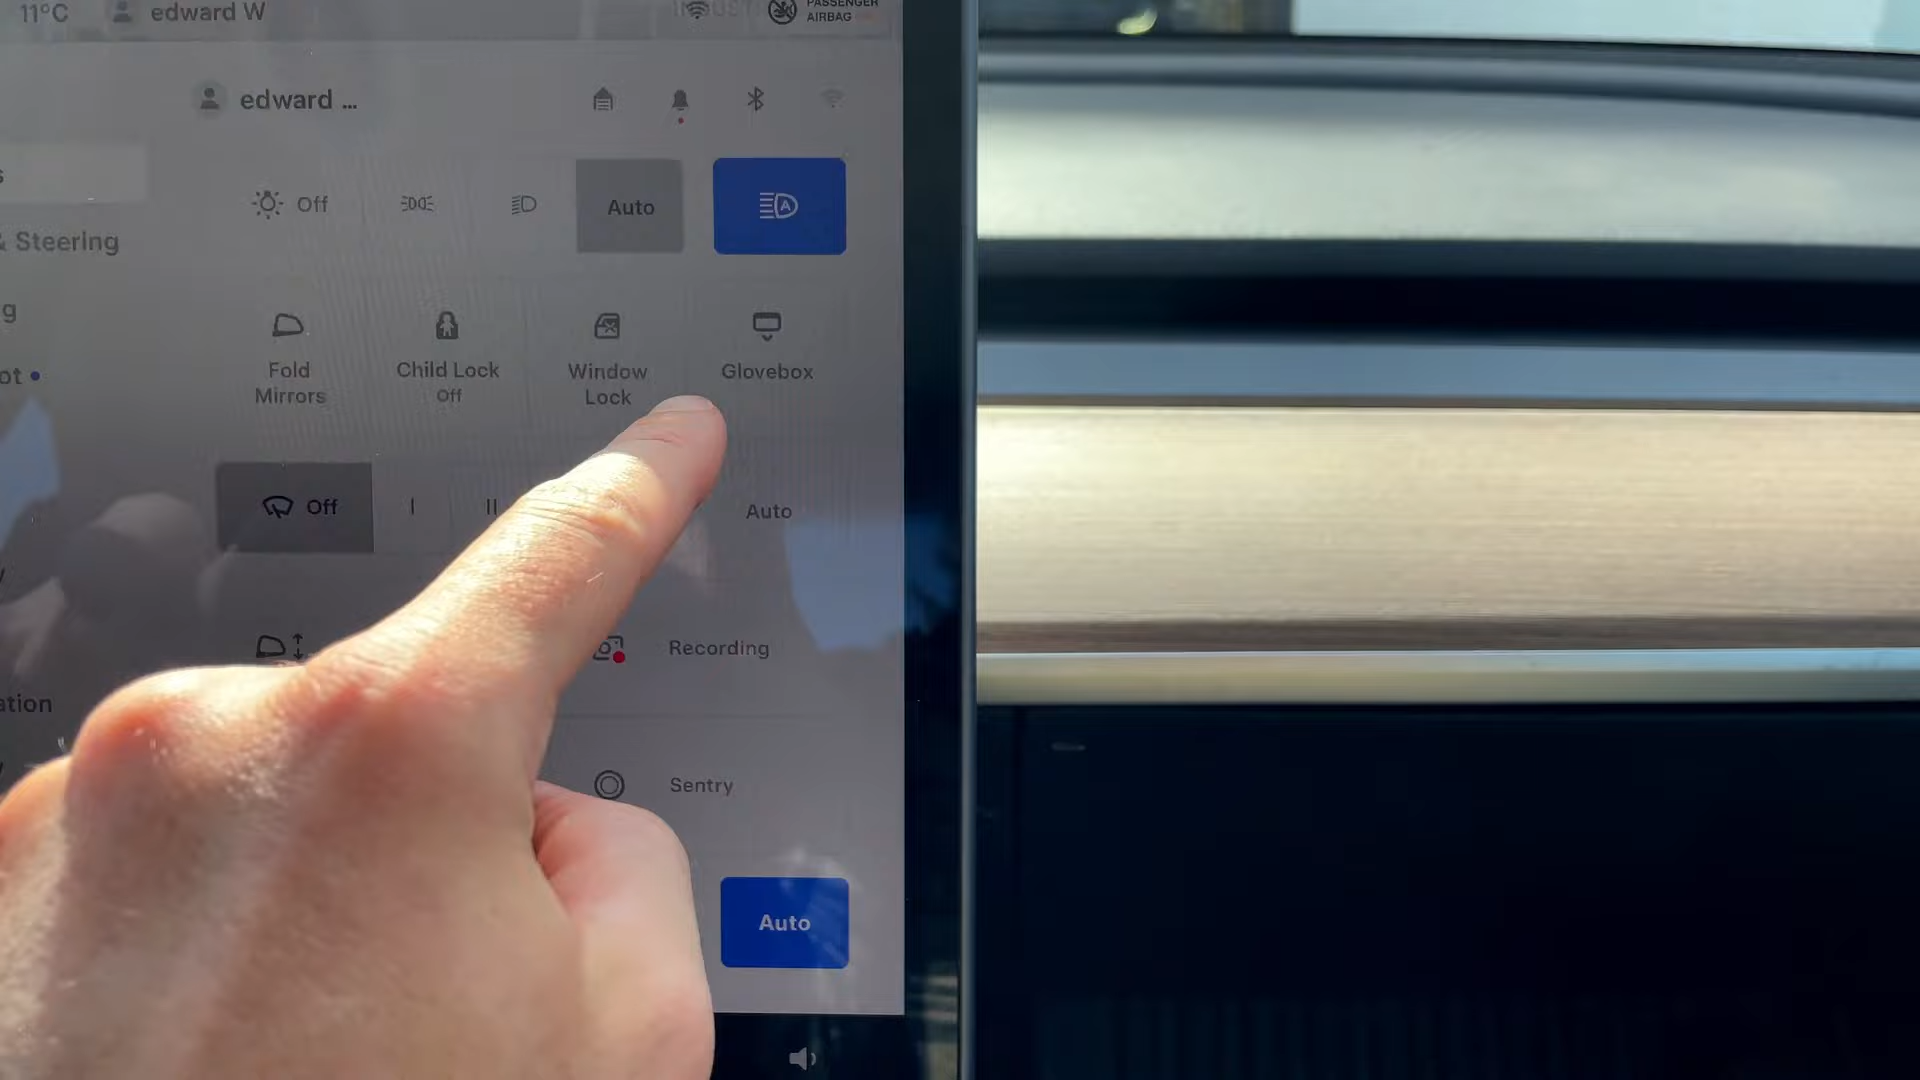 11°C
edward W
PASSENGER
AIRBAG
edward ...
Off
Auto
& Steering
Fold
Mirrors
Child Lock
Off
Window
Lock
Glovebox
Off
I
II
Auto
Recording
Sentry
Auto